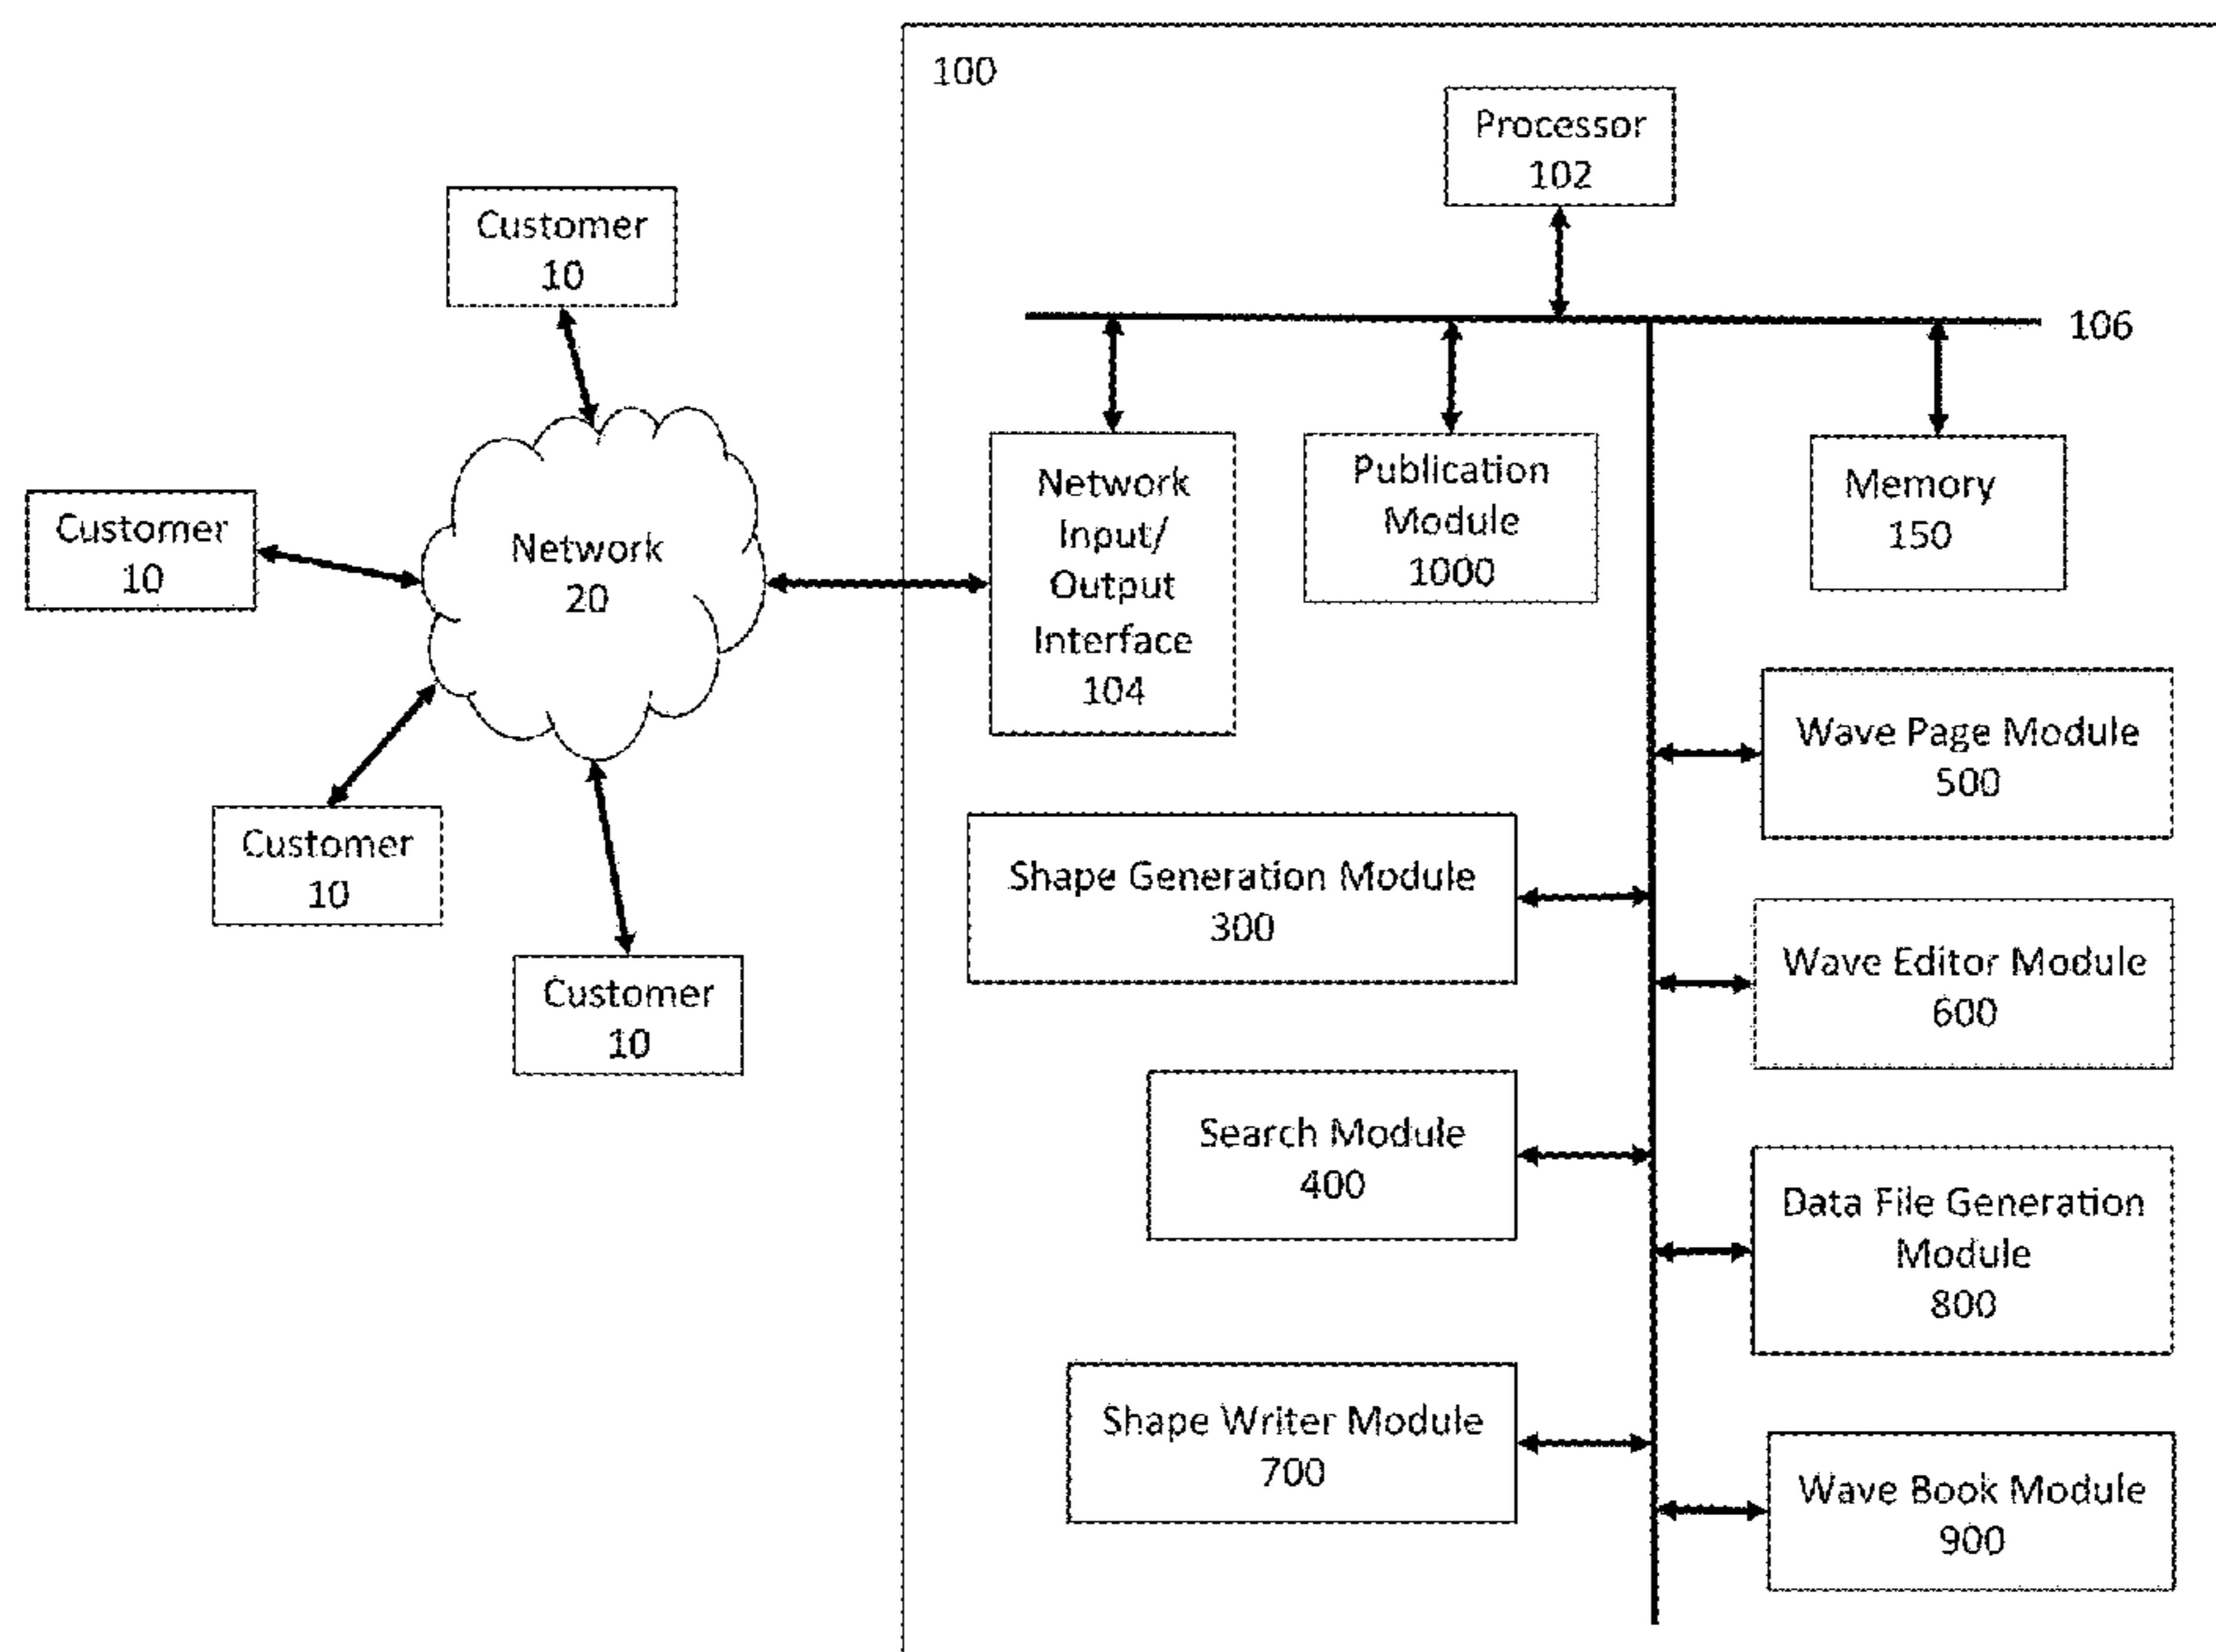 100
Processor
102
106
Customer
10
Customer
10
Network
20
Customer
10
Customer
10
Network
Input/
Output
Interface
104
Publication
Module
1000
Memory
150
Wave Page Module
500
Shape Generation Module
300
Wave Editor Module
600
Search Module
400
Data File Generation
Module
800
Shape Writer Module
700
Wave Book Module
900